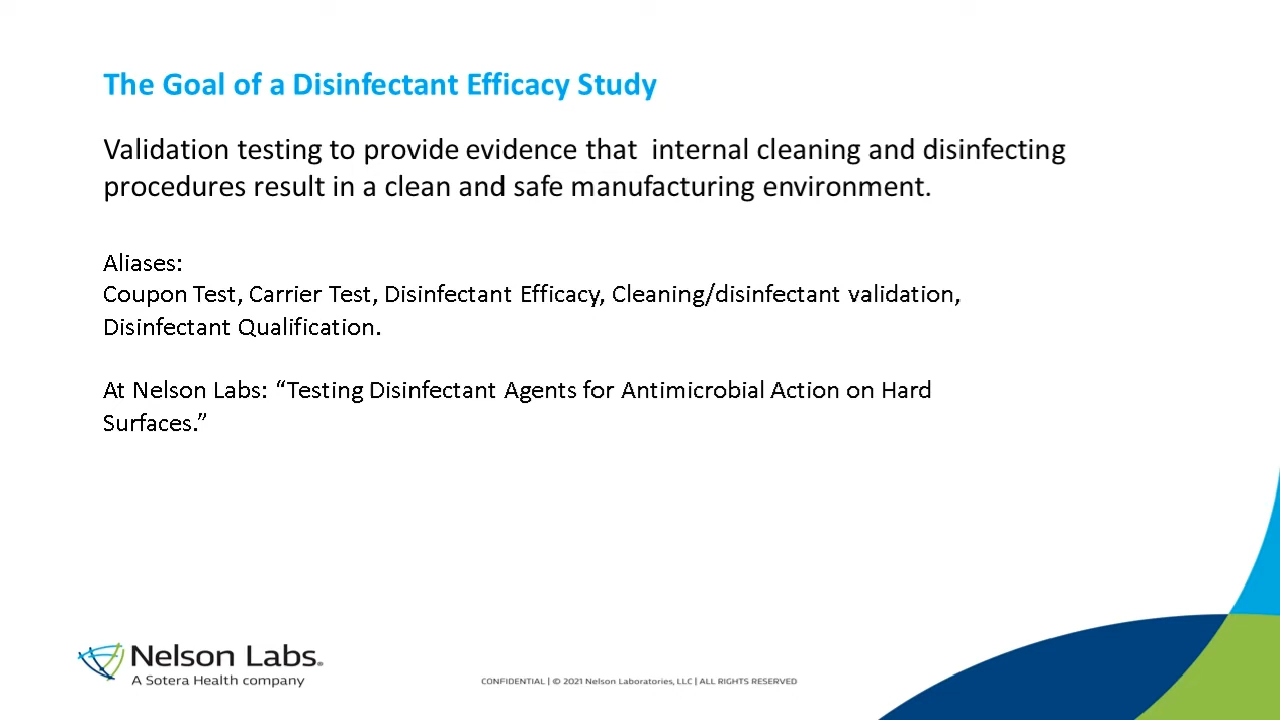 The Goal of a Disinfectant Efficacy Study
Validation testing to provide evidence that internal cleaning and disinfecting
procedures result in a clean and safe manufacturing environment.
Aliases:
Coupon Test, Carrier Test, Disinfectant Efficacy, Cleaning/disinfectant validation,
Disinfectant Qualification.
At Nelson Labs: “Testing Disinfectant Agents for Antimicrobial Action on Hard
Surfaces.”
Nelson Labs®
A Sotera Health company
CONFIDENTIAL | © 2021 Nelson Laboratories, LLC | ALL RIGHTS RESERVED